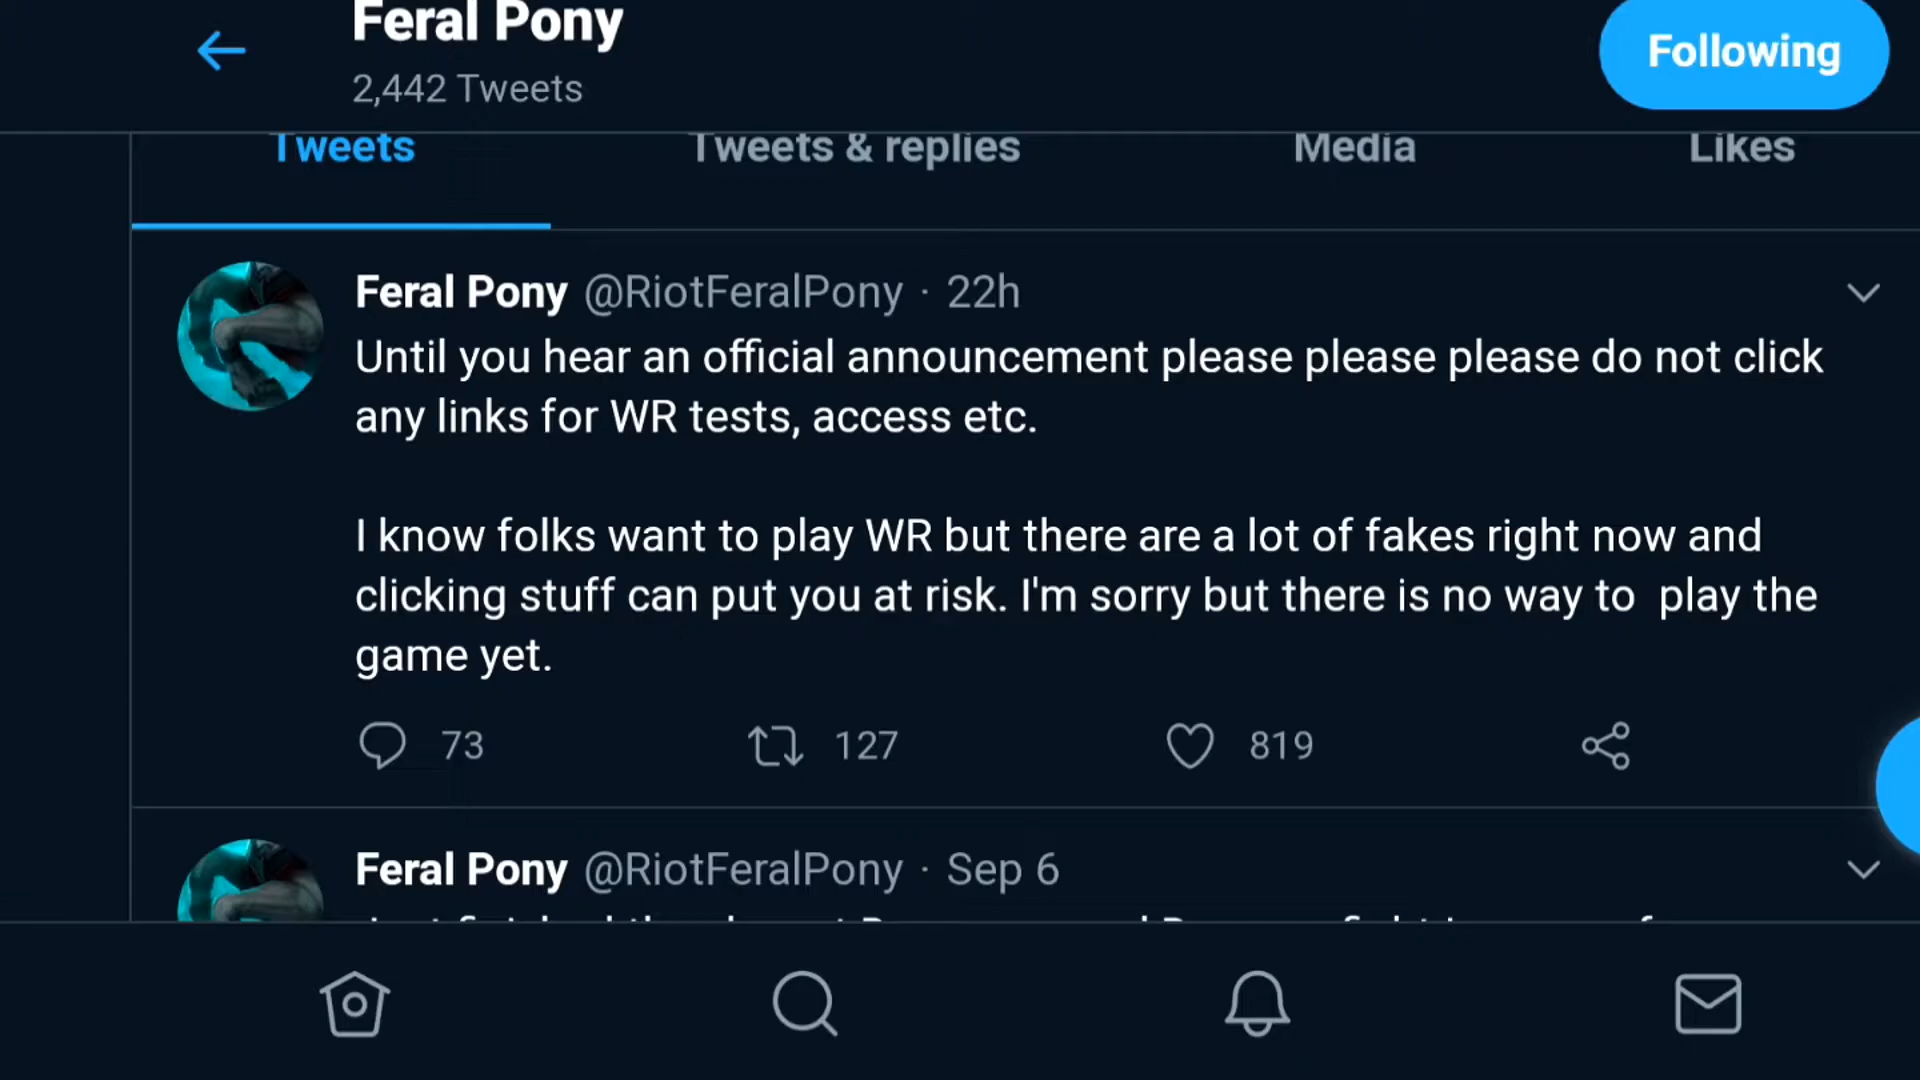 Feral Pony
2,442 Tweets
Following
Tweets
Tweets & replies
Media
Likes
Feral Pony @RiotFeralPony · 22h
Until you hear an official announcement please please please do not click
any links for WR tests, access etc.
I know folks want to play WR but there are a lot of fakes right now and
clicking stuff can put you at risk. I'm sorry but there is no way to  play the
game yet.
73
127
819
Feral Pony @RiotFeralPony · Sep 6